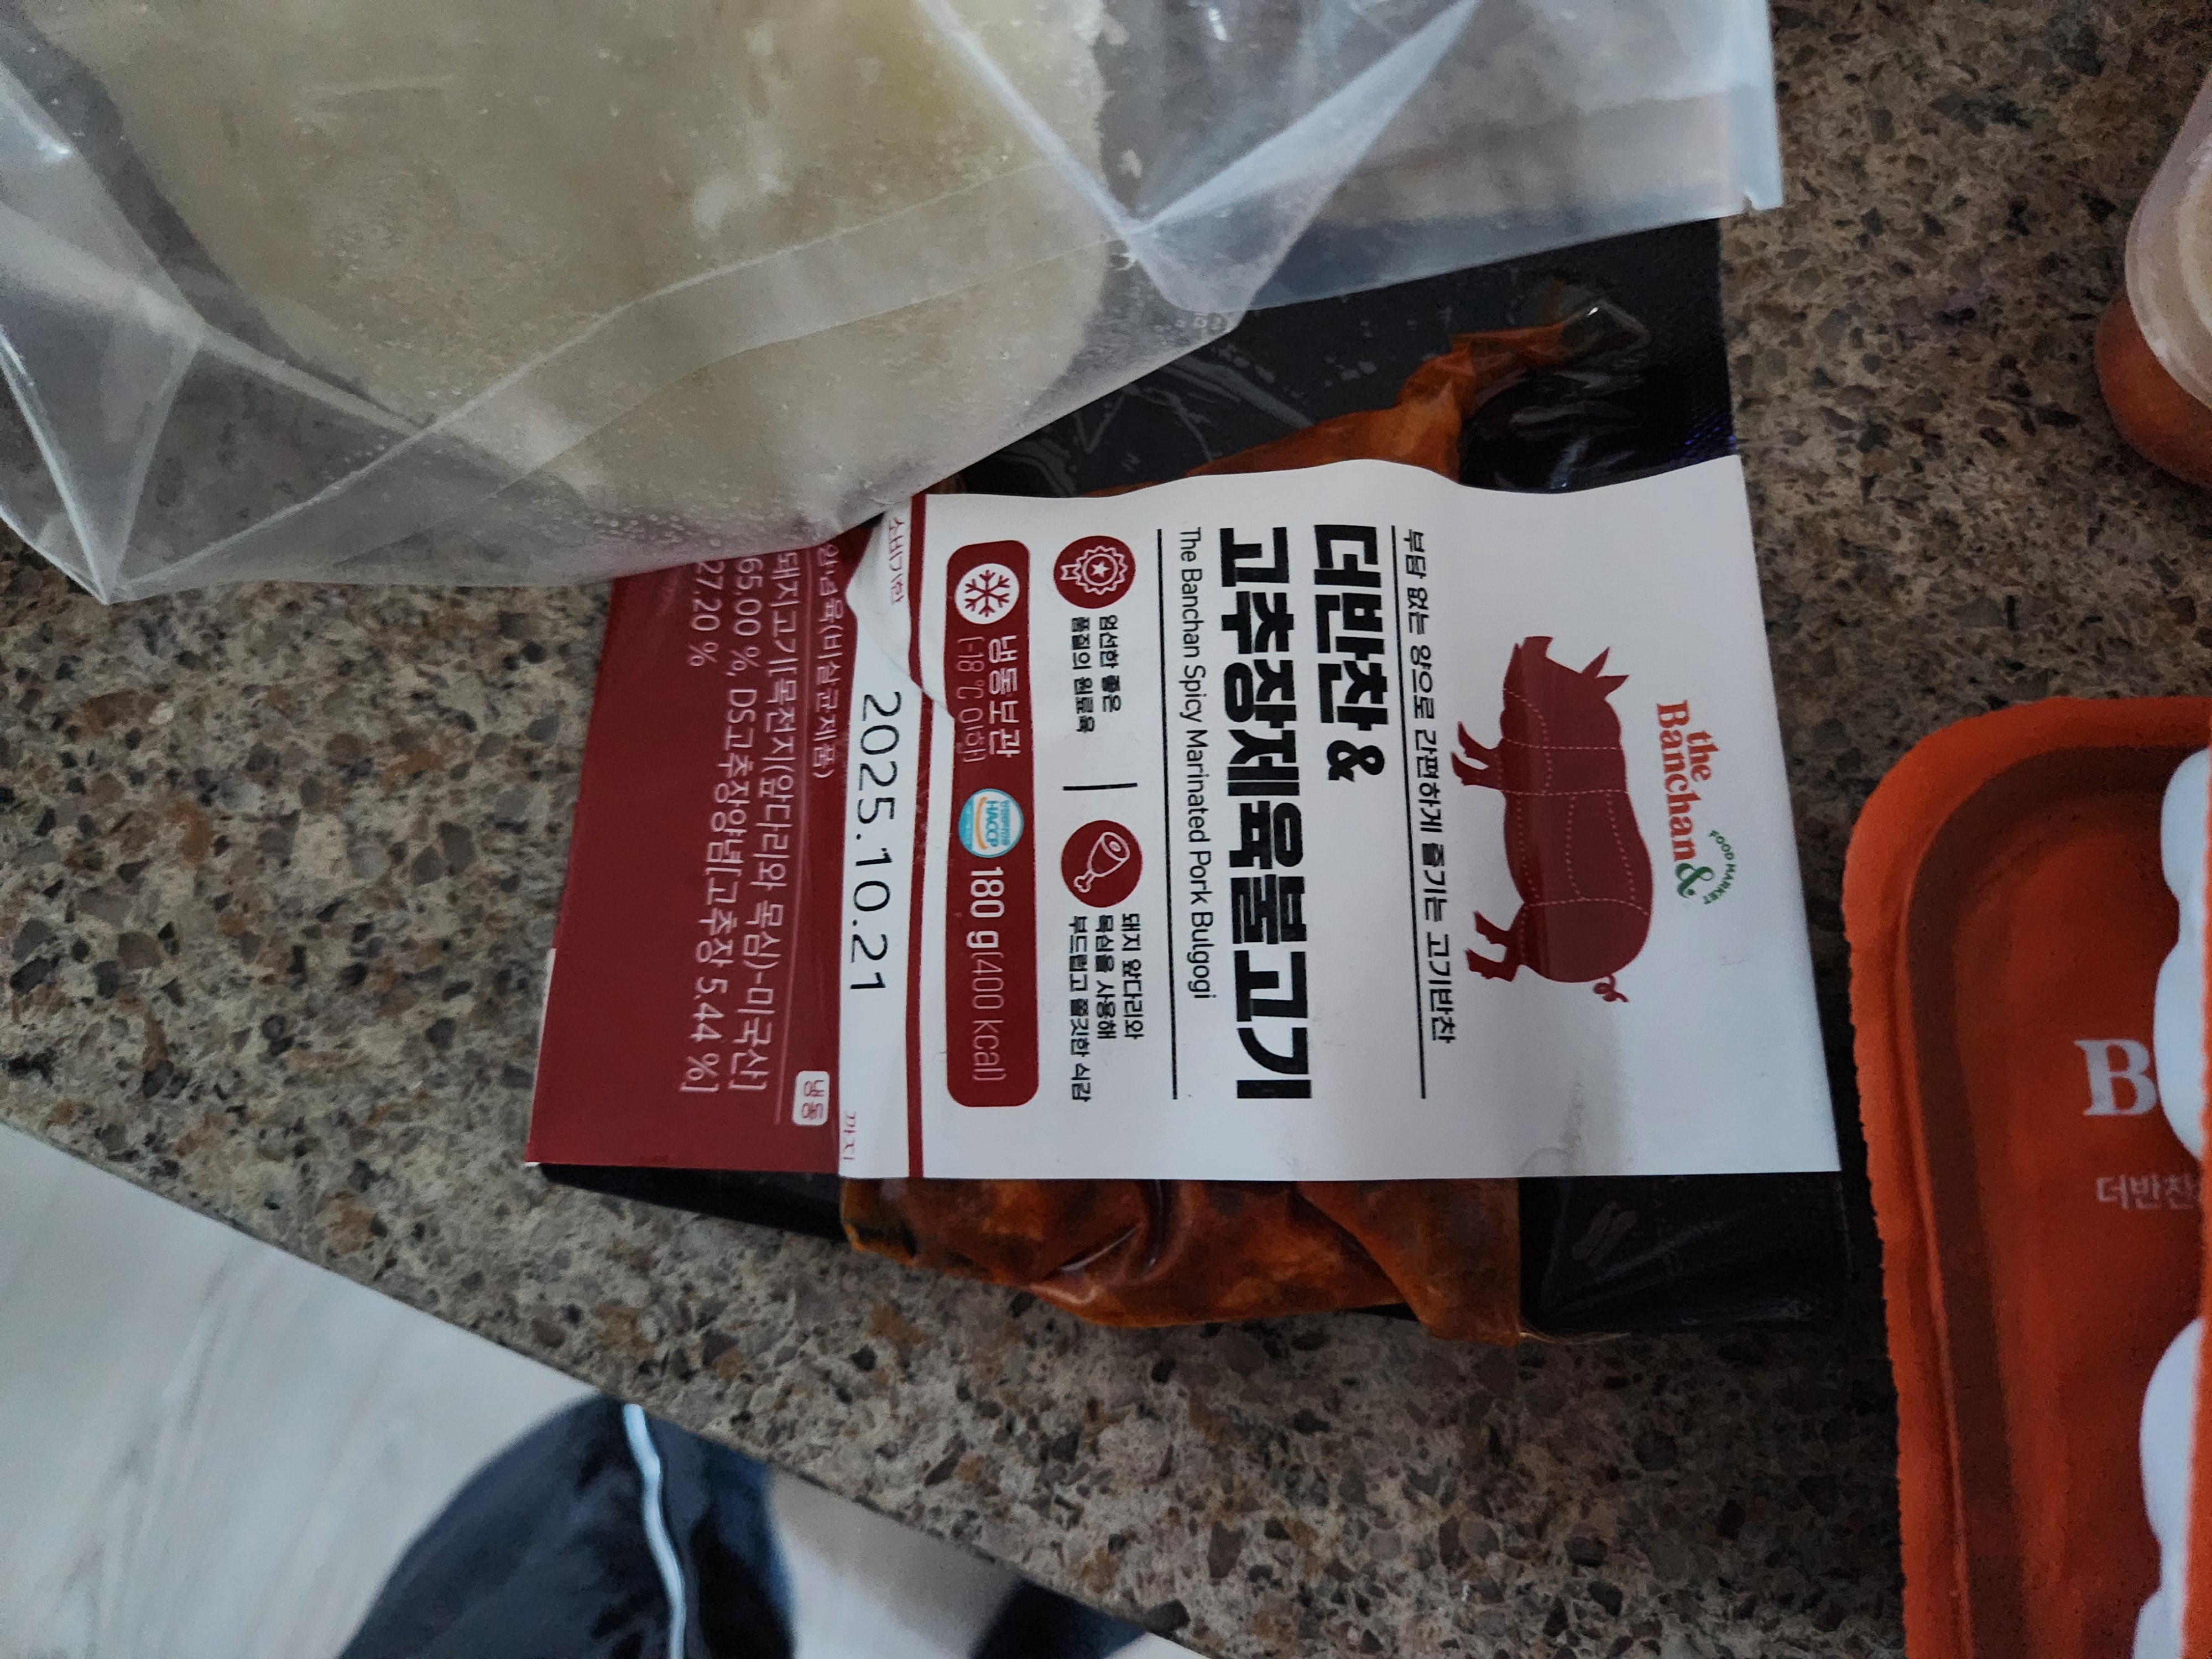 the
Banchan&
FOOD MARKET
부담 없는 양으로 간편하게 즐기는 고기반찬
더반찬 &
고추장제육불고기
The Banchan Spicy Marinated Pork Bulgogi
엄선한 좋은
품질의 원료육
돼지 앞다리와
목심을 사용해
부드럽고 쫄깃한 식감
냉동보관
(-18 ℃ 이하)
HACCP
180 g(400 kcal)
소비기한
2025.10.21
까지
양념육(비살균제품)
냉동
돼지고기[목전지(앞다리와 목심)-미국산]
65.00 %, DS고추장양념[고추장 5.44 %]
27.20 %
B
더반찬